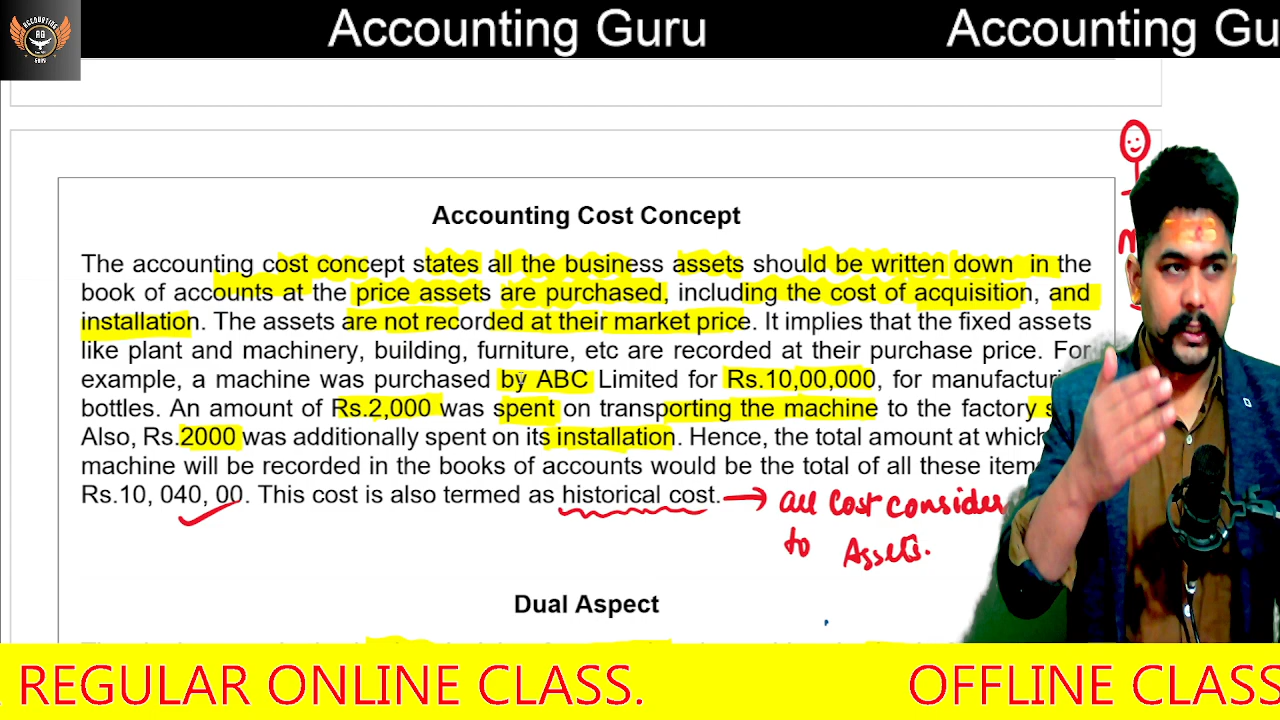 Accounting Guru
Accounting Gu
ACCOUNTING
AG
GURU
Accounting Cost Concept
The accounting cost concept states all the business assets should be written down in the
book of accounts at the price assets are purchased, including the cost of acquisition, and
installation. The assets are not recorded at their market price. It implies that the fixed assets
like plant and machinery, building, furniture, etc are recorded at their purchase price. For
example, a machine was purchased by ABC Limited for Rs.10,00,000, for manufacturi
bottles. An amount of Rs.2,000 was spent on transporting the machine to the factory s
Also, Rs.2000 was additionally spent on its installation. Hence, the total amount at which
machine will be recorded in the books of accounts would be the total of all these item
Rs.10, 040, 00. This cost is also termed as historical cost. → all cost consider
to Assets.
Dual Aspect
REGULAR ONLINE CLASS.
OFFLINE CLASS